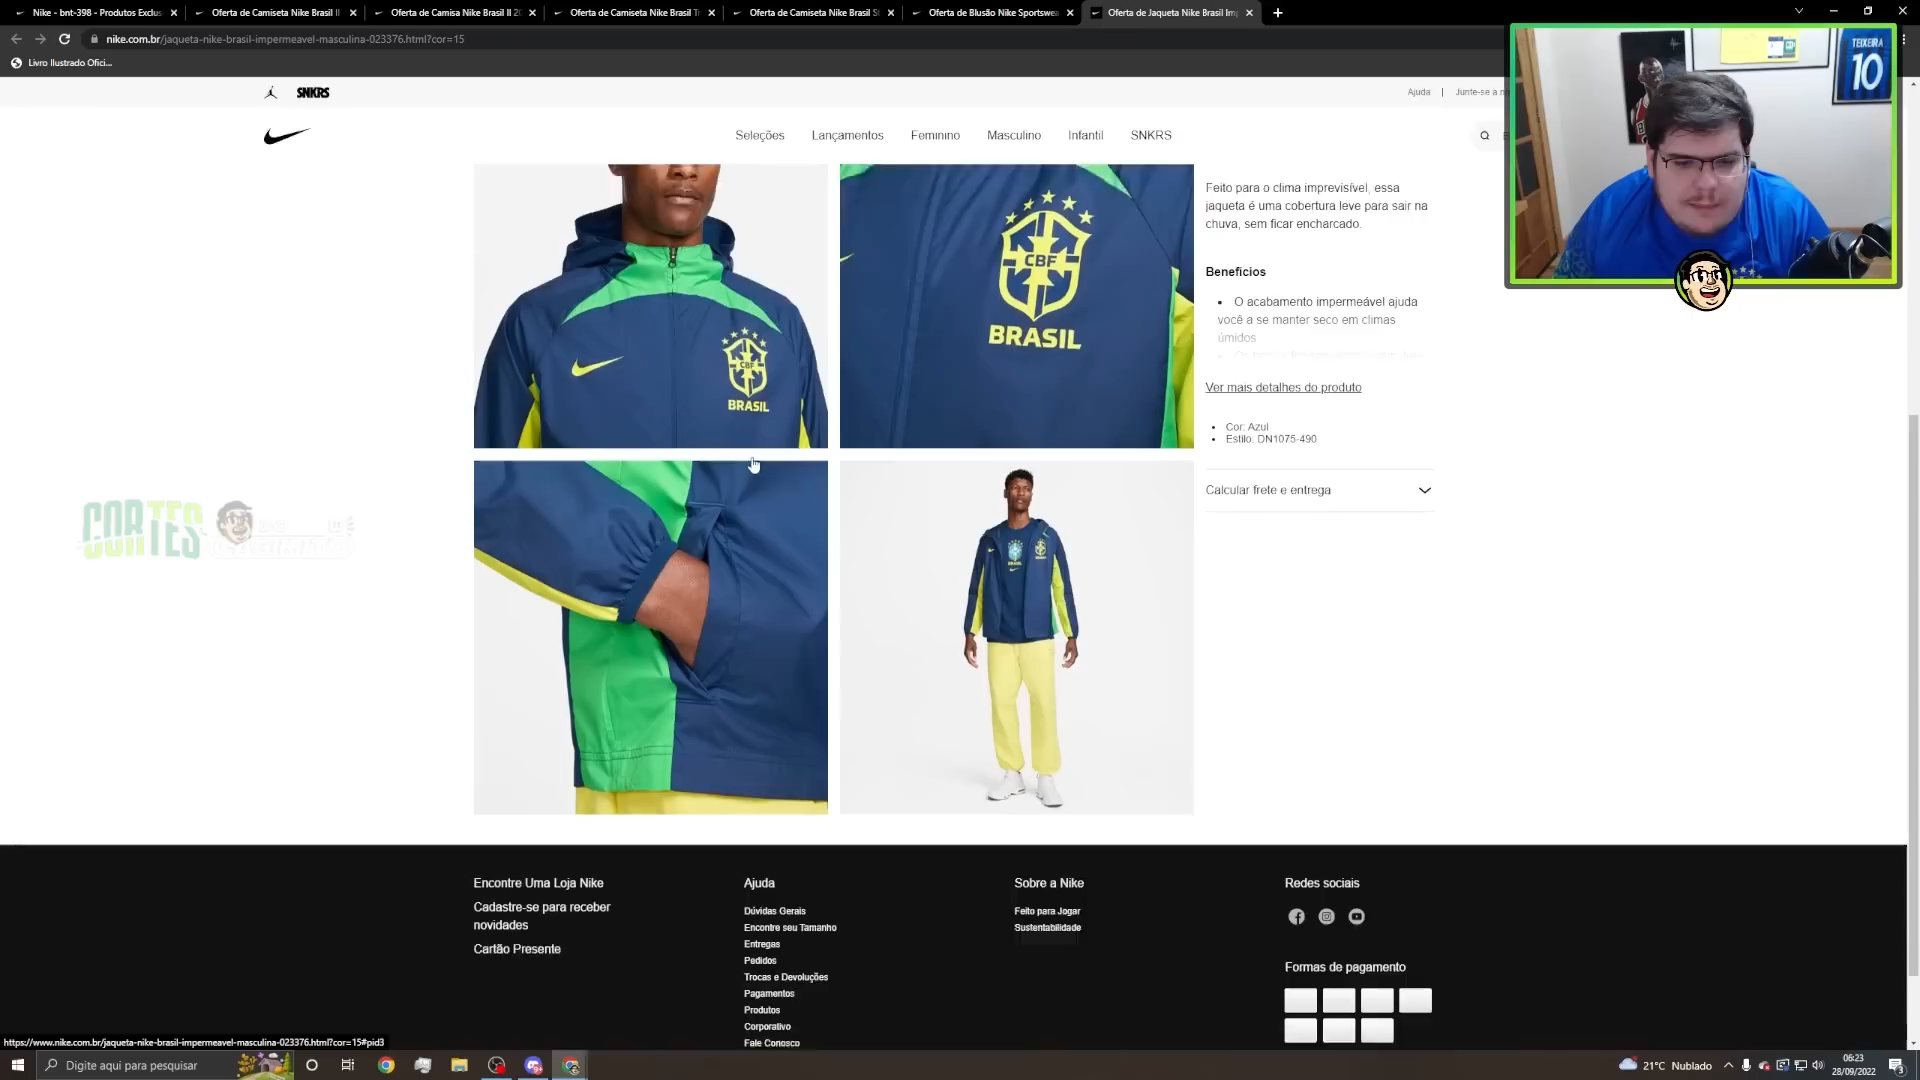 Nike - bnt-398 - Produtos Exclus
Oferta de Camiseta Nike Brasil II
Oferta de Camisa Nike Brasil II 20
Oferta de Camiseta Nike Brasil Tr
Oferta de Camiseta Nike Brasil St
Oferta de Blusão Nike Sportswea
Oferta de Jaqueta Nike Brasil Im
nike.com.br/jaqueta-nike-brasil-impermeavel-masculina-023376.html?cor=15
Livro Ilustrado Ofici...
SNKRS
Ajuda
Junte-se a n
TEIXEIRA
10
Seleções
Lançamentos
Feminino
Masculino
Infantil
SNKRS
Feito para o clima imprevisível, essa
jaqueta é uma cobertura leve para sair na
chuva, sem ficar encharcado.
Benefícios
O acabamento impermeável ajuda
você a se manter seco em climas
úmidos
Ver mais detalhes do produto
Cor: Azul
Estilo: DN1075-490
Calcular frete e entrega
CBF
BRASIL
CBF
BRASIL
BRASIL
CORTES
Encontre Uma Loja Nike
Cadastre-se para receber
novidades
Cartão Presente
Ajuda
Dúvidas Gerais
Encontre seu Tamanho
Entregas
Pedidos
Trocas e Devoluções
Pagamentos
Produtos
Corporativo
Fale Conosco
Sobre a Nike
Feito para Jogar
Sustentabilidade
Redes sociais
Formas de pagamento
https://www.nike.com.br/jaqueta-nike-brasil-impermeavel-masculina-023376.html?cor=15#pid3
Digite aqui para pesquisar
21°C Nublado
06:23
28/09/2022